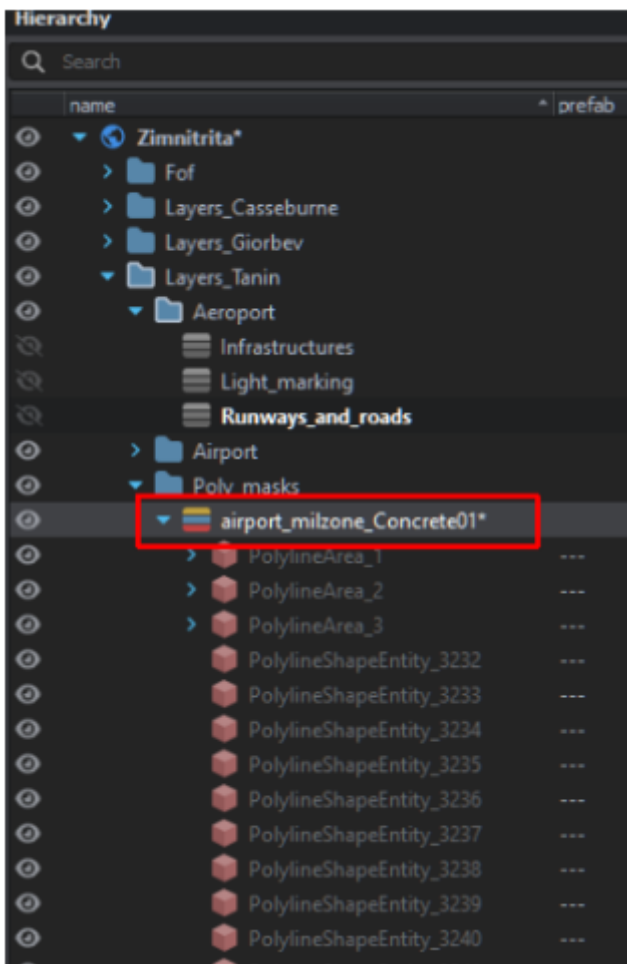 Hierarchy
Search
name prefab
Zimnitrita*
Fof
Layers_Casseburne
Layers_Giorbev
Layers_Tanin
Aeroport
Infrastructures
Light_marking
Runways_and_roads
Airport
Poly_masks
airport_milzone_Concrete01*
PolylineArea_1 ---
PolylineArea_2 ---
PolylineArea_3 ---
PolylineShapeEntity_3232 ---
PolylineShapeEntity_3233 ---
PolylineShapeEntity_3234 ---
PolylineShapeEntity_3235 ---
PolylineShapeEntity_3236 ---
PolylineShapeEntity_3237 ---
PolylineShapeEntity_3238 ---
PolylineShapeEntity_3239 ---
PolylineShapeEntity_3240 ---